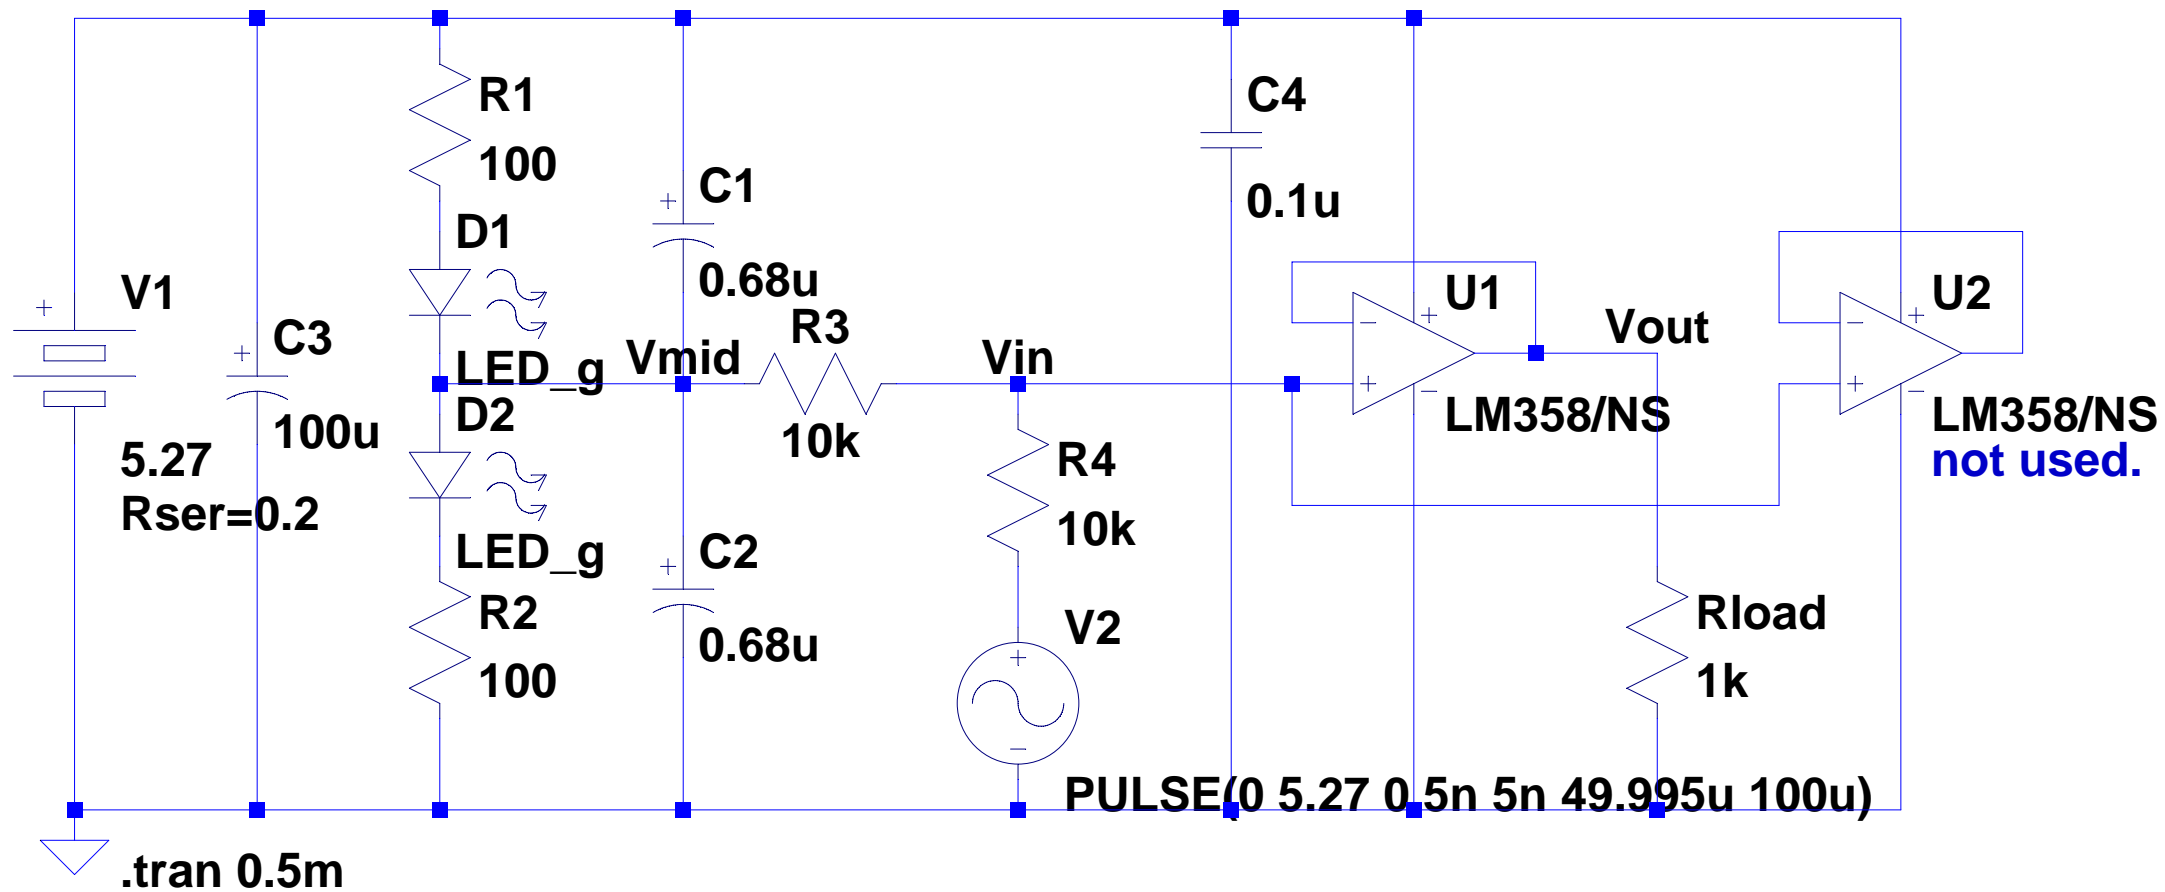 V1
5.27
Rser=0.2
C3
100u
R1
100
D1
LED_g
D2
LED_g
R2
100
C1
0.68u
Vmid
C2
0.68u
R3
10k
Vin
R4
10k
V2
PULSE(0 5.27 0 5n 5n 49.995u 100u)
C4
0.1u
U1
LM358/NS
Vout
Rload
1k
U2
LM358/NS
not used.
.tran 0.5m